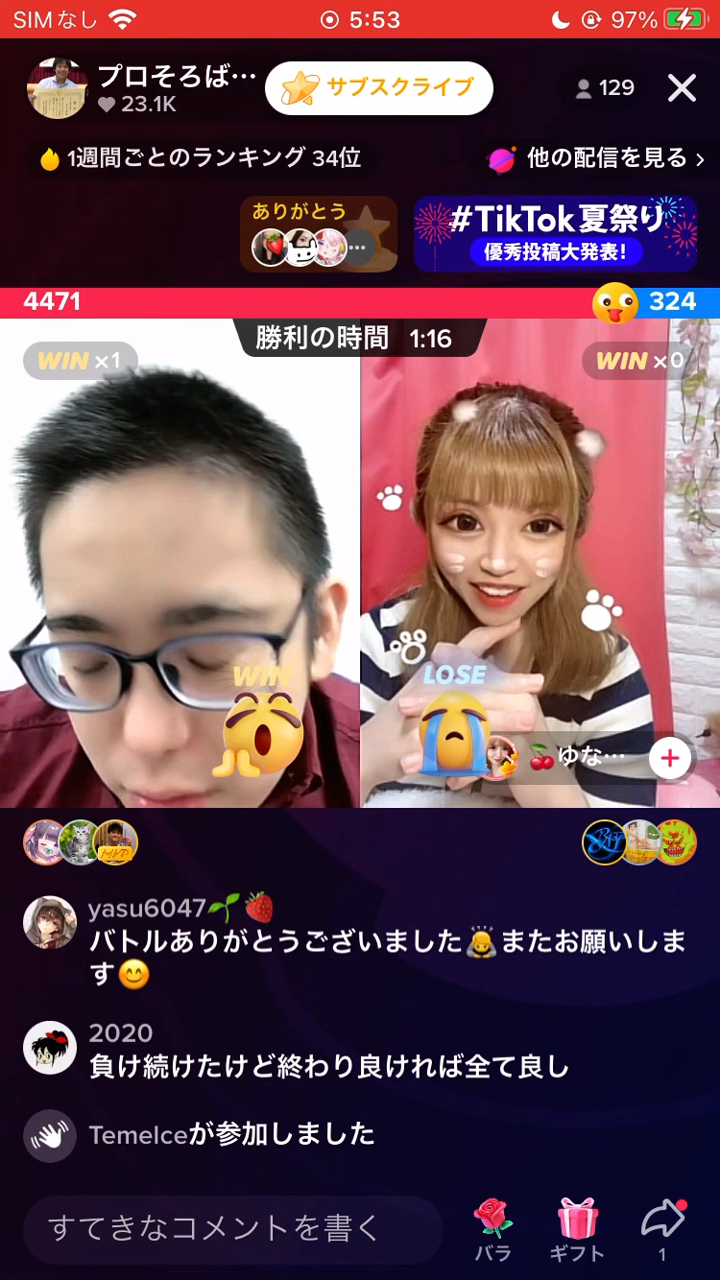 SIMなし
5:53
97%
プロそろば…
23.1K
サブスクライブ
129
1週間ごとのランキング 34位
他の配信を見る
ありがとう
#TikTok夏祭り
優秀投稿大発表!
4471
324
勝利の時間 1:16
WIN x1
WIN x0
WIN
LOSE
ゆな…
yasu6047
バトルありがとうございました🙇またお願いしま
す😊
2020
負け続けたけど終わり良ければ全て良し
TemeIceが参加しました
すてきなコメントを書く
バラ
ギフト
1